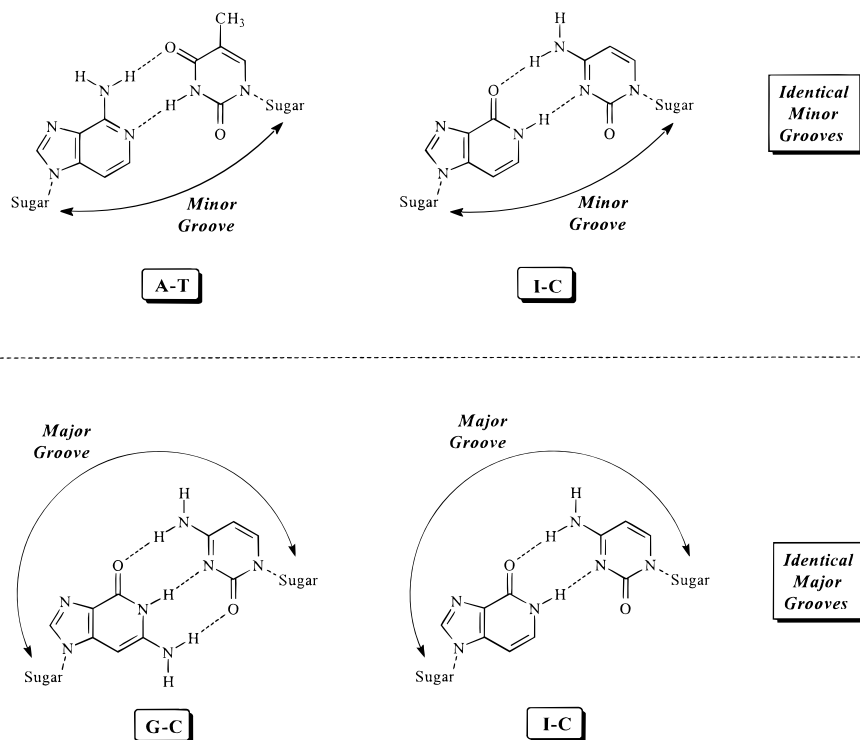 CH₃
H H O
N HN N
N N H O Sugar
N
Sugar
Minor
Groove
A-T
H
N
H
O N N
N N H O Sugar
N
Sugar
Minor
Groove
I-C
Identical
Minor
Grooves
Major
Groove
H
N
H
O N N
N N H O Sugar
N H
Sugar N
H
G-C
Major
Groove
H
N
H
O N N
N N H O Sugar
N
Sugar
I-C
Identical
Major
Grooves